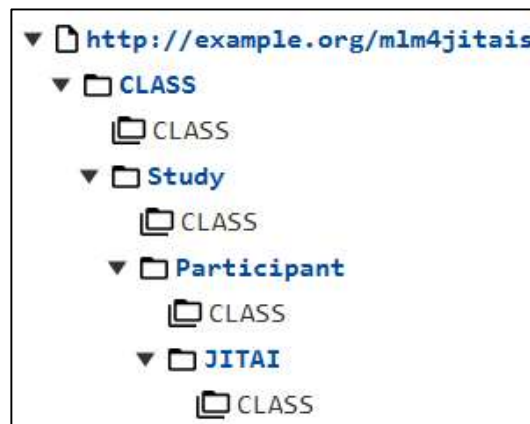 http://example.org/mlm4jitais
CLASS
CLASS
Study
CLASS
Participant
CLASS
JITAI
CLASS